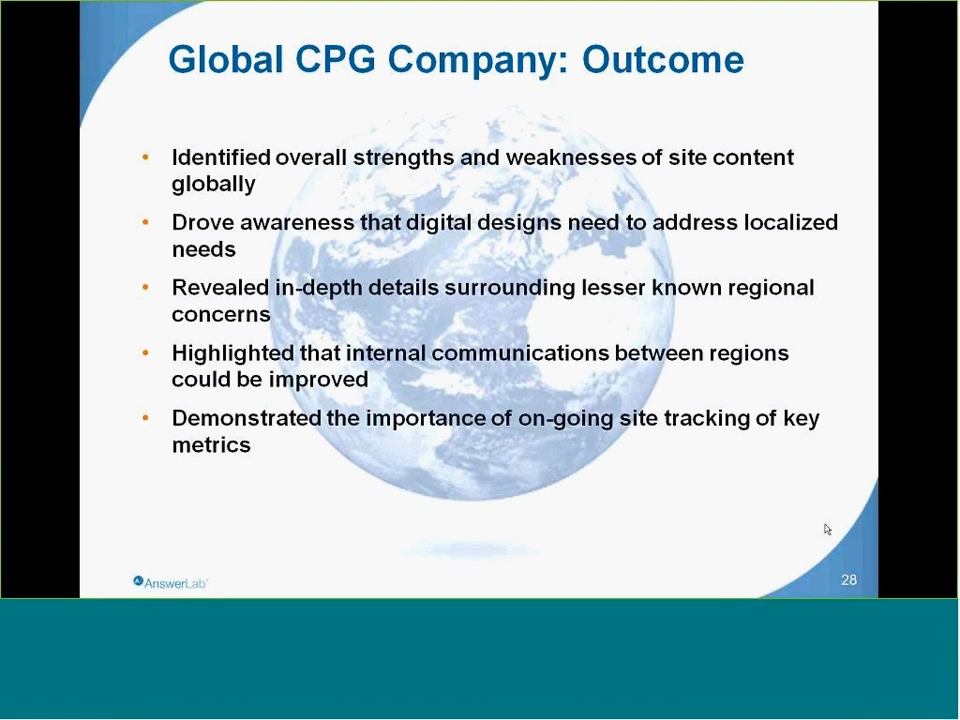 Global CPG Company: Outcome
• Identified overall strengths and weaknesses of site content
globally
• Drove awareness that digital designs need to address localized
needs
• Revealed in-depth details surrounding lesser known regional
concerns
• Highlighted that internal communications between regions
could be improved
• Demonstrated the importance of on-going site tracking of key
metrics
AnswerLab
28